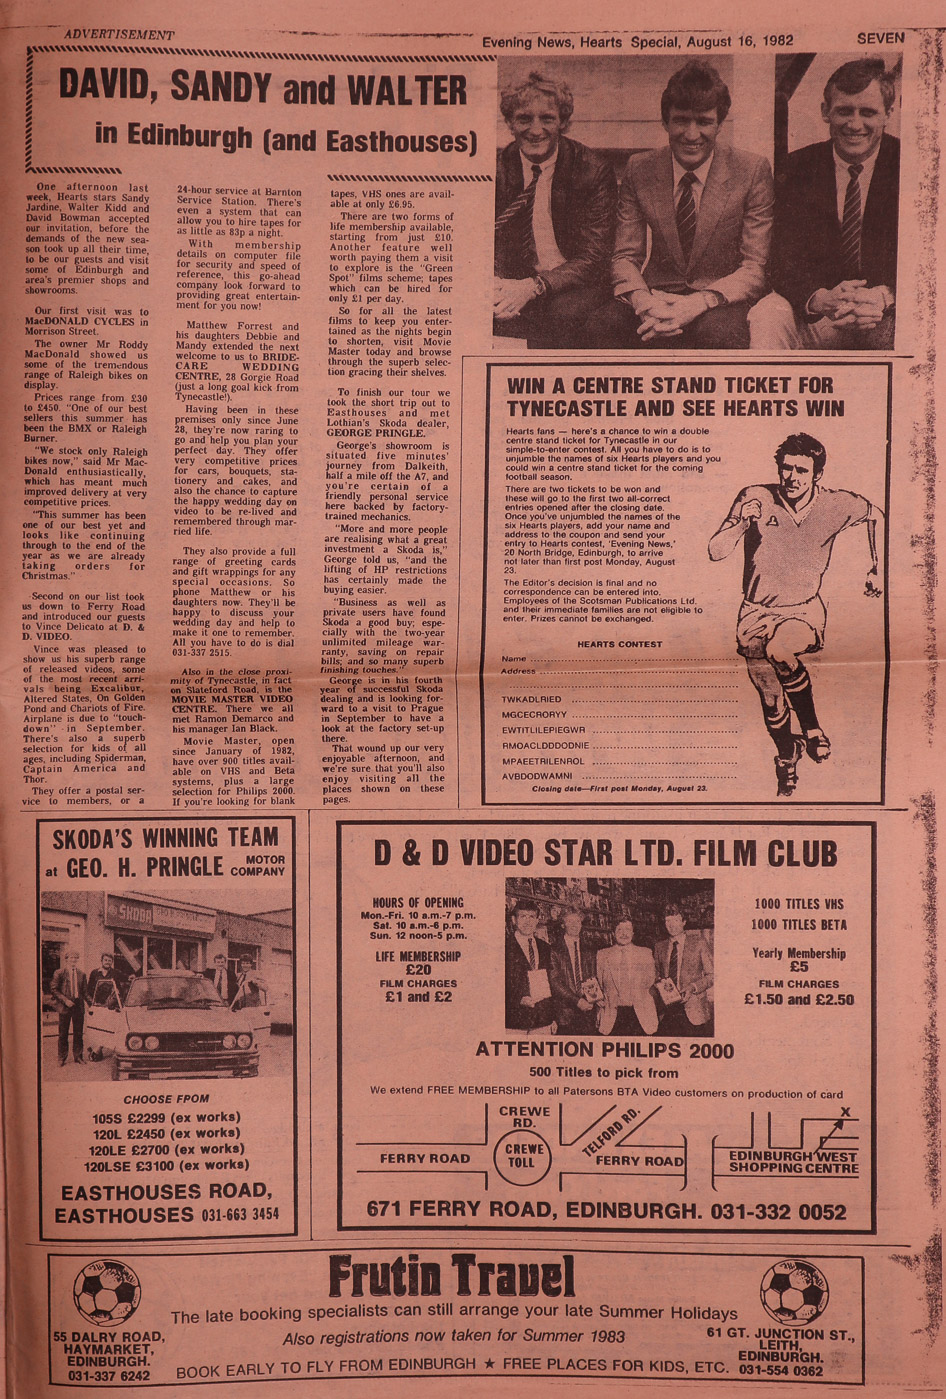 ADVERTISEMENT
Evening News, Hearts Special, August 16, 1982
SEVEN
DAVID, SANDY and WALTER
in Edinburgh (and Easthouses)
One afternoon last
week, Hearts stars Sandy
Jardine, Walter Kidd and
David Bowman accepted
our invitation, before the
demands of the new sea-
son took up all their time,
to be our guests and visit
some of Edinburgh and
area's premier shops and
showrooms.
Our first visit was to
MacDONALD CYCLES in
Morrison Street.
The owner Mr Roddy
MacDonald showed us
some of the tremendous
range of Raleigh bikes on
display.
Prices range from £30
to £450. "One of our best
sellers this summer has
been the BMX or Raleigh
Burner.
"We stock only Raleigh
bikes now," said Mr Mac-
Donald enthusiastically,
which has meant much
improved delivery at very
competitive prices.
"This summer has been
one of our best yet and
looks like continuing
through to the end of the
year as we are already
taking orders for
Christmas."
Second on our list took
us down to Ferry Road
and introduced our guests
to Vince Delicato at D. &
D. VIDEO.
Vince was pleased to
show us his superb range
of released videos, some
of the most recent arri-
vals being Excalibur,
Altered States, On Golden
Pond and Chariots of Fire.
Airplane is due to "touch-
down" in September.
There's also a superb
selection for kids of all
ages, including Spiderman,
Captain America and
Thor.
They offer a postal ser-
vice to members, or a
24-hour service at Barnton
Service Station. There's
even a system that can
allow you to hire tapes for
as little as 83p a night.
With membership
details on computer file
for security and speed of
reference, this go-ahead
company look forward to
providing great entertain-
ment for you now!
Matthew Forrest and
his daughters Debbie and
Mandy extended the next
welcome to us to BRIDE-
CARE WEDDING
CENTRE, 28 Gorgie Road
(just a long goal kick from
Tynecastle!).
Having been in these
premises only since June
28, they're now raring to
go and help you plan your
perfect day. They offer
very competitive prices
for cars, bouquets, sta-
tionery and cakes, and
also the chance to capture
the happy wedding day on
video to be re-lived and
remembered through mar-
ried life.
They also provide a full
range of greeting cards
and gift wrappings for any
special occasions. So
phone Matthew or his
daughters now. They'll be
happy to discuss your
wedding day and help to
make it one to remember.
All you have to do is dial
031-337 2515.
Also in the close proxi-
mity of Tynecastle, in fact
on Slateford Road, is the
MOVIE MASTER VIDEO
CENTRE. There we all
met Ramon Demarco and
his manager Ian Black.
Movie Master, open
since January of 1982,
have over 900 titles avail-
able on VHS and Beta
systems, plus a large
selection for Philips 2000.
If you're looking for blank
tapes, VHS ones are avail-
able at only £6.95.
There are two forms of
life membership available,
starting from just £10.
Another feature well
worth paying them a visit
to explore is the "Green
Spot" films scheme; tapes
which can be hired for
only £1 per day.
So for all the latest
films to keep you enter-
tained as the nights begin
to shorten, visit Movie
Master today and browse
through the superb selec-
tion gracing their shelves.
To finish our tour we
took the short trip out to
Easthouses and met
Lothian's Skoda dealer,
GEORGE PRINGLE.
George's showroom is
situated five minutes'
journey from Dalkeith,
half a mile off the A7, and
you're certain of a
friendly personal service
here backed by factory-
trained mechanics.
"More and more people
are realising what a great
investment a Skoda is,"
George told us, "and the
lifting of HP restrictions
has certainly made the
buying easier.
"Business as well as
private users have found
Skoda a good buy; espe-
cially with the two-year
unlimited mileage war-
ranty, saving on repair
bills; and so many superb
finishing touches."
George is in his fourth
year of successful Skoda
dealing and is looking for-
ward to a visit to Prague
in September to have a
look at the factory set-up
there.
That wound up our very
enjoyable afternoon, and
we're sure that you'll also
enjoy visiting all the
places shown on these
pages.
WIN A CENTRE STAND TICKET FOR
TYNECASTLE AND SEE HEARTS WIN
Hearts fans — here's a chance to win a double
centre stand ticket for Tynecastle in our
simple-to-enter contest. All you have to do is to
unjumble the names of six Hearts players and you
could win a centre stand ticket for the coming
football season.
There are two tickets to be won and
these will go to the first two all-correct
entries opened after the closing date.
Once you've unjumbled the names of the
six Hearts players, add your name and
address to the coupon and send your
entry to Hearts contest, 'Evening News,'
20 North Bridge, Edinburgh, to arrive
not later than first post Monday, August
23.
The Editor's decision is final and no
correspondence can be entered into.
Employees of the Scotsman Publications Ltd.
and their immediate families are not eligible to
enter. Prizes cannot be exchanged.
HEARTS CONTEST
Name
Address
TWKADLRIED
MGCECRORYY
EWTITLILEPIEGWR
RMOACLDDDODNIE
MPAEETRILENROL
AVBDODWAMNI
Closing date—First post Monday, August 23.
SKODA'S WINNING TEAM
at GEO. H. PRINGLE MOTOR COMPANY
SKODA
CHOOSE FPOM
105S £2299 (ex works)
120L £2450 (ex works)
120LE £2700 (ex works)
120LSE £3100 (ex works)
EASTHOUSES ROAD,
EASTHOUSES 031-663 3454
D & D VIDEO STAR LTD. FILM CLUB
HOURS OF OPENING
Mon.-Fri. 10 a.m.-7 p.m.
Sat. 10 a.m.-6 p.m.
Sun. 12 noon-5 p.m.
LIFE MEMBERSHIP
£20
FILM CHARGES
£1 and £2
1000 TITLES VHS
1000 TITLES BETA
Yearly Membership
£5
FILM CHARGES
£1.50 and £2.50
ATTENTION PHILIPS 2000
500 Titles to pick from
We extend FREE MEMBERSHIP to all Patersons BTA Video customers on production of card
CREWE
RD.
TELFORD RD.
X
FERRY ROAD
CREWE
TOLL
FERRY ROAD
EDINBURGH WEST
SHOPPING CENTRE
671 FERRY ROAD, EDINBURGH. 031-332 0052
Frutin Travel
The late booking specialists can still arrange your late Summer Holidays
Also registrations now taken for Summer 1983
BOOK EARLY TO FLY FROM EDINBURGH ★ FREE PLACES FOR KIDS, ETC.
55 DALRY ROAD,
HAYMARKET,
EDINBURGH.
031-337 6242
61 GT. JUNCTION ST.,
LEITH,
EDINBURGH.
031-554 0362